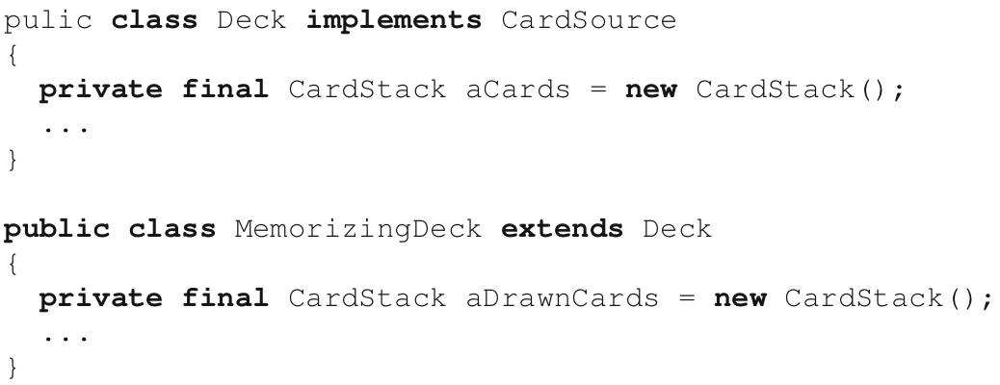 pulic class Deck implements CardSource
{
  private final CardStack aCards = new CardStack();
  ...
}
public class MemorizingDeck extends Deck
{
  private final CardStack aDrawnCards = new CardStack();
  ...
}